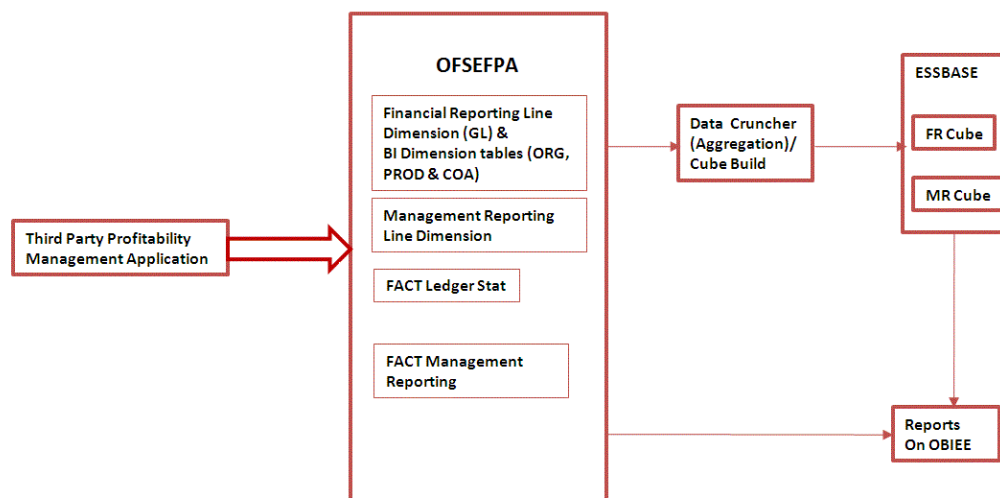 Third Party Profitability
Management Application
OFSEFPA
Financial Reporting Line
Dimension (GL) &
BI Dimension tables (ORG,
PROD & COA)
Management Reporting
Line Dimension
FACT Ledger Stat
FACT Management
Reporting
Data Cruncher
(Aggregation)/
Cube Build
ESSBASE
FR Cube
MR Cube
Reports
On OBIEE